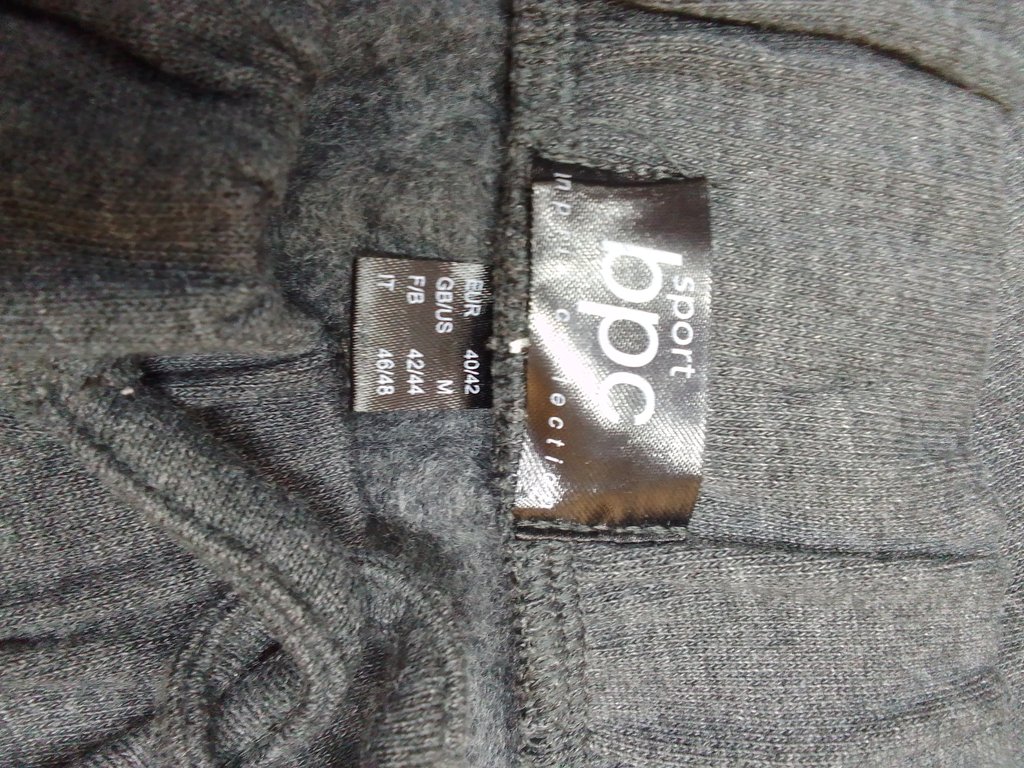 sport
bpc
EUR 40/42
GB/US M
F/B 42/44
IT 46/48